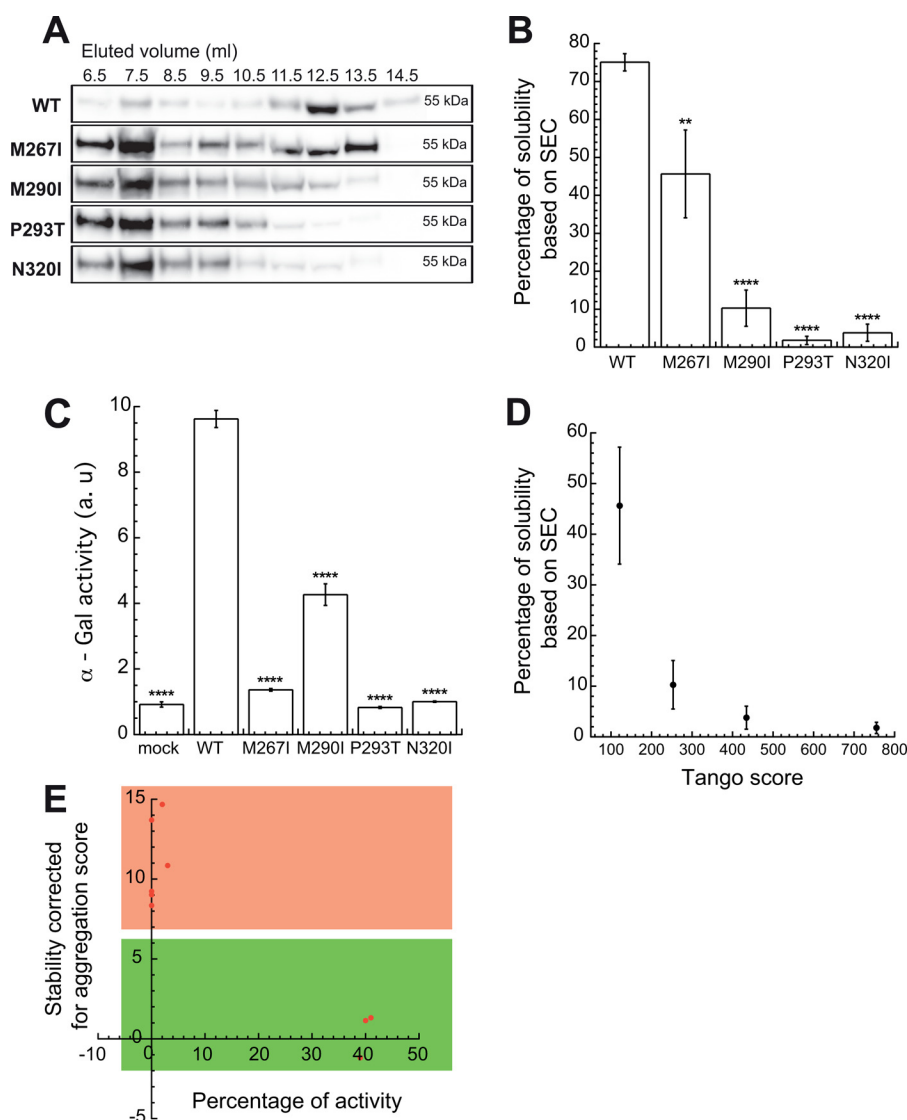 A
Eluted volume (ml)
6.5 7.5 8.5 9.5 10.5 11.5 12.5 13.5 14.5
WT 55 kDa
M267I 55 kDa
M290I 55 kDa
P293T 55 kDa
N320I 55 kDa
B
Percentage of solubility
based on SEC
80
70
60
50
40
30
20
10
0
**
****
****
****
WT M267I M290I P293T N320I
C
α - Gal activity (a. u)
10
8
6
4
2
0
****
****
****
****
****
mock WT M267I M290I P293T N320I
D
Percentage of solubility
based on SEC
60
50
40
30
20
10
0
100 200 300 400 500 600 700 800
Tango score
E
Stability corrected
for aggregation score
15
10
5
0
-5
-10 0 10 20 30 40 50
Percentage of activity